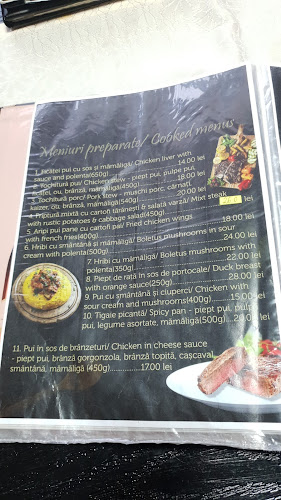 Meniuri preparate/ Cooked menus
1. Ficăței pui cu sos și mămăligă/ Chicken liver with
sauce and polenta(650g) 14.00 lei
2. Tochitură pui/ Chicken stew - piept pui, pulpe pui,
ficăței, ou, brânză, mămăligă(450g) 18.00 lei
3. Tochitură porc/ Pork stew - muschi porc, cârnați,
kaizer, ou, brânză, mămăligă(540g) 20.00 lei
4. Friptură mixtă cu cartofi țărănești & salată varză/ Mixt steak
with rustic potatoes & cabbage salad(450g)
5. Aripi pui pane cu cartofi pai/ Fried chicken wings
with french fries(400g) 18.00 lei
6. Hribi cu smântână și mămăligă/ Boletus mushrooms in sour
cream with polenta(500g) 24.00 lei
7. Hribi cu mămăligă/ Boletus mushrooms with
polenta(350g) 22.00 lei
8. Piept de rață în sos de portocale/ Duck breast
with orange sauce(250g) 28.00 lei
9. Pui cu smântână și ciuperci/ Chicken with
sour cream and mushrooms(400g) 15.00 lei
10. Tigaie picantă/ Spicy pan - piept pui, pulpe
pui, legume asortate, mămăligă(500g) 20.00 lei
11. Pui în sos de brânzeturi/ Chicken in cheese sauce
- piept pui, brânză gorgonzola, brânză topită, cașcaval,
smântână, mămăligă (450g) 17.00 lei